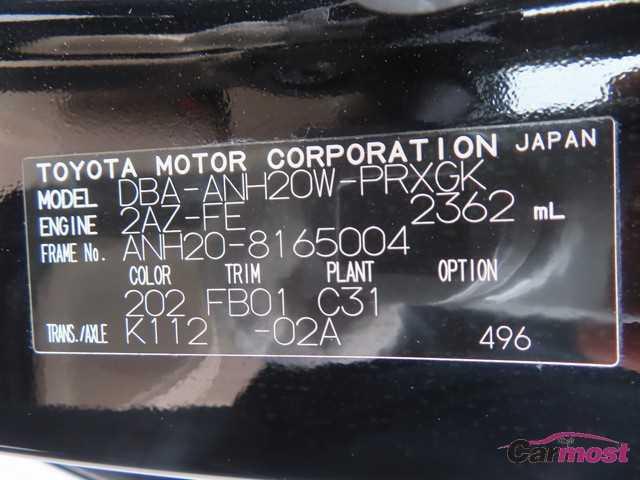 TOYOTA MOTOR CORPORATION JAPAN
MODEL DBA-ANH20W-PRXGK
ENGINE 2AZ-FE 2362 mL
FRAME No. ANH20-8165004
COLOR TRIM PLANT OPTION
202 FB01 C31
TRANS./AXLE K112 -02A 496
Carmost